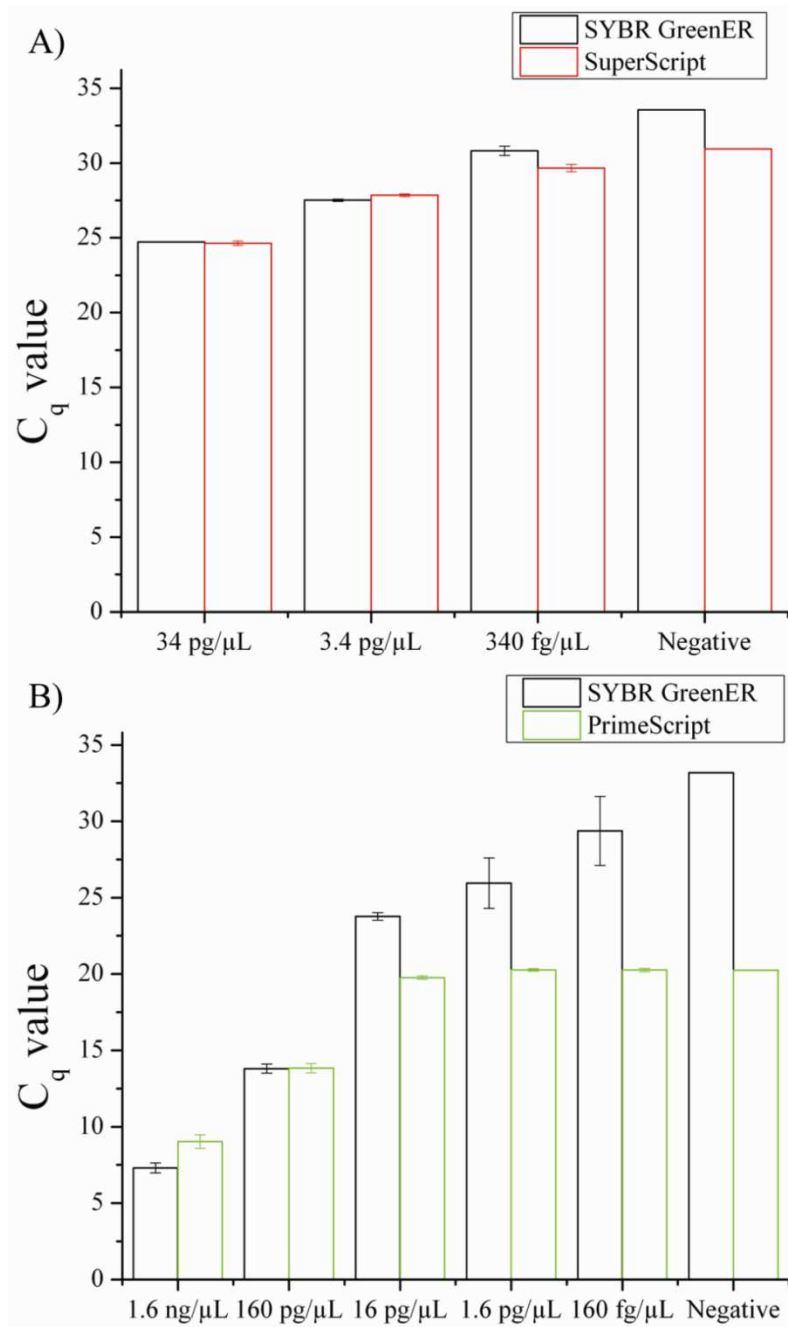 A)
SYBR GreenER
SuperScript
35
30
25
20
15
10
5
0
Cq value
34 pg/µL 3.4 pg/µL 340 fg/µL Negative
B)
SYBR GreenER
PrimeScript
35
30
25
20
15
10
5
0
Cq value
1.6 ng/µL 160 pg/µL 16 pg/µL 1.6 pg/µL 160 fg/µL Negative